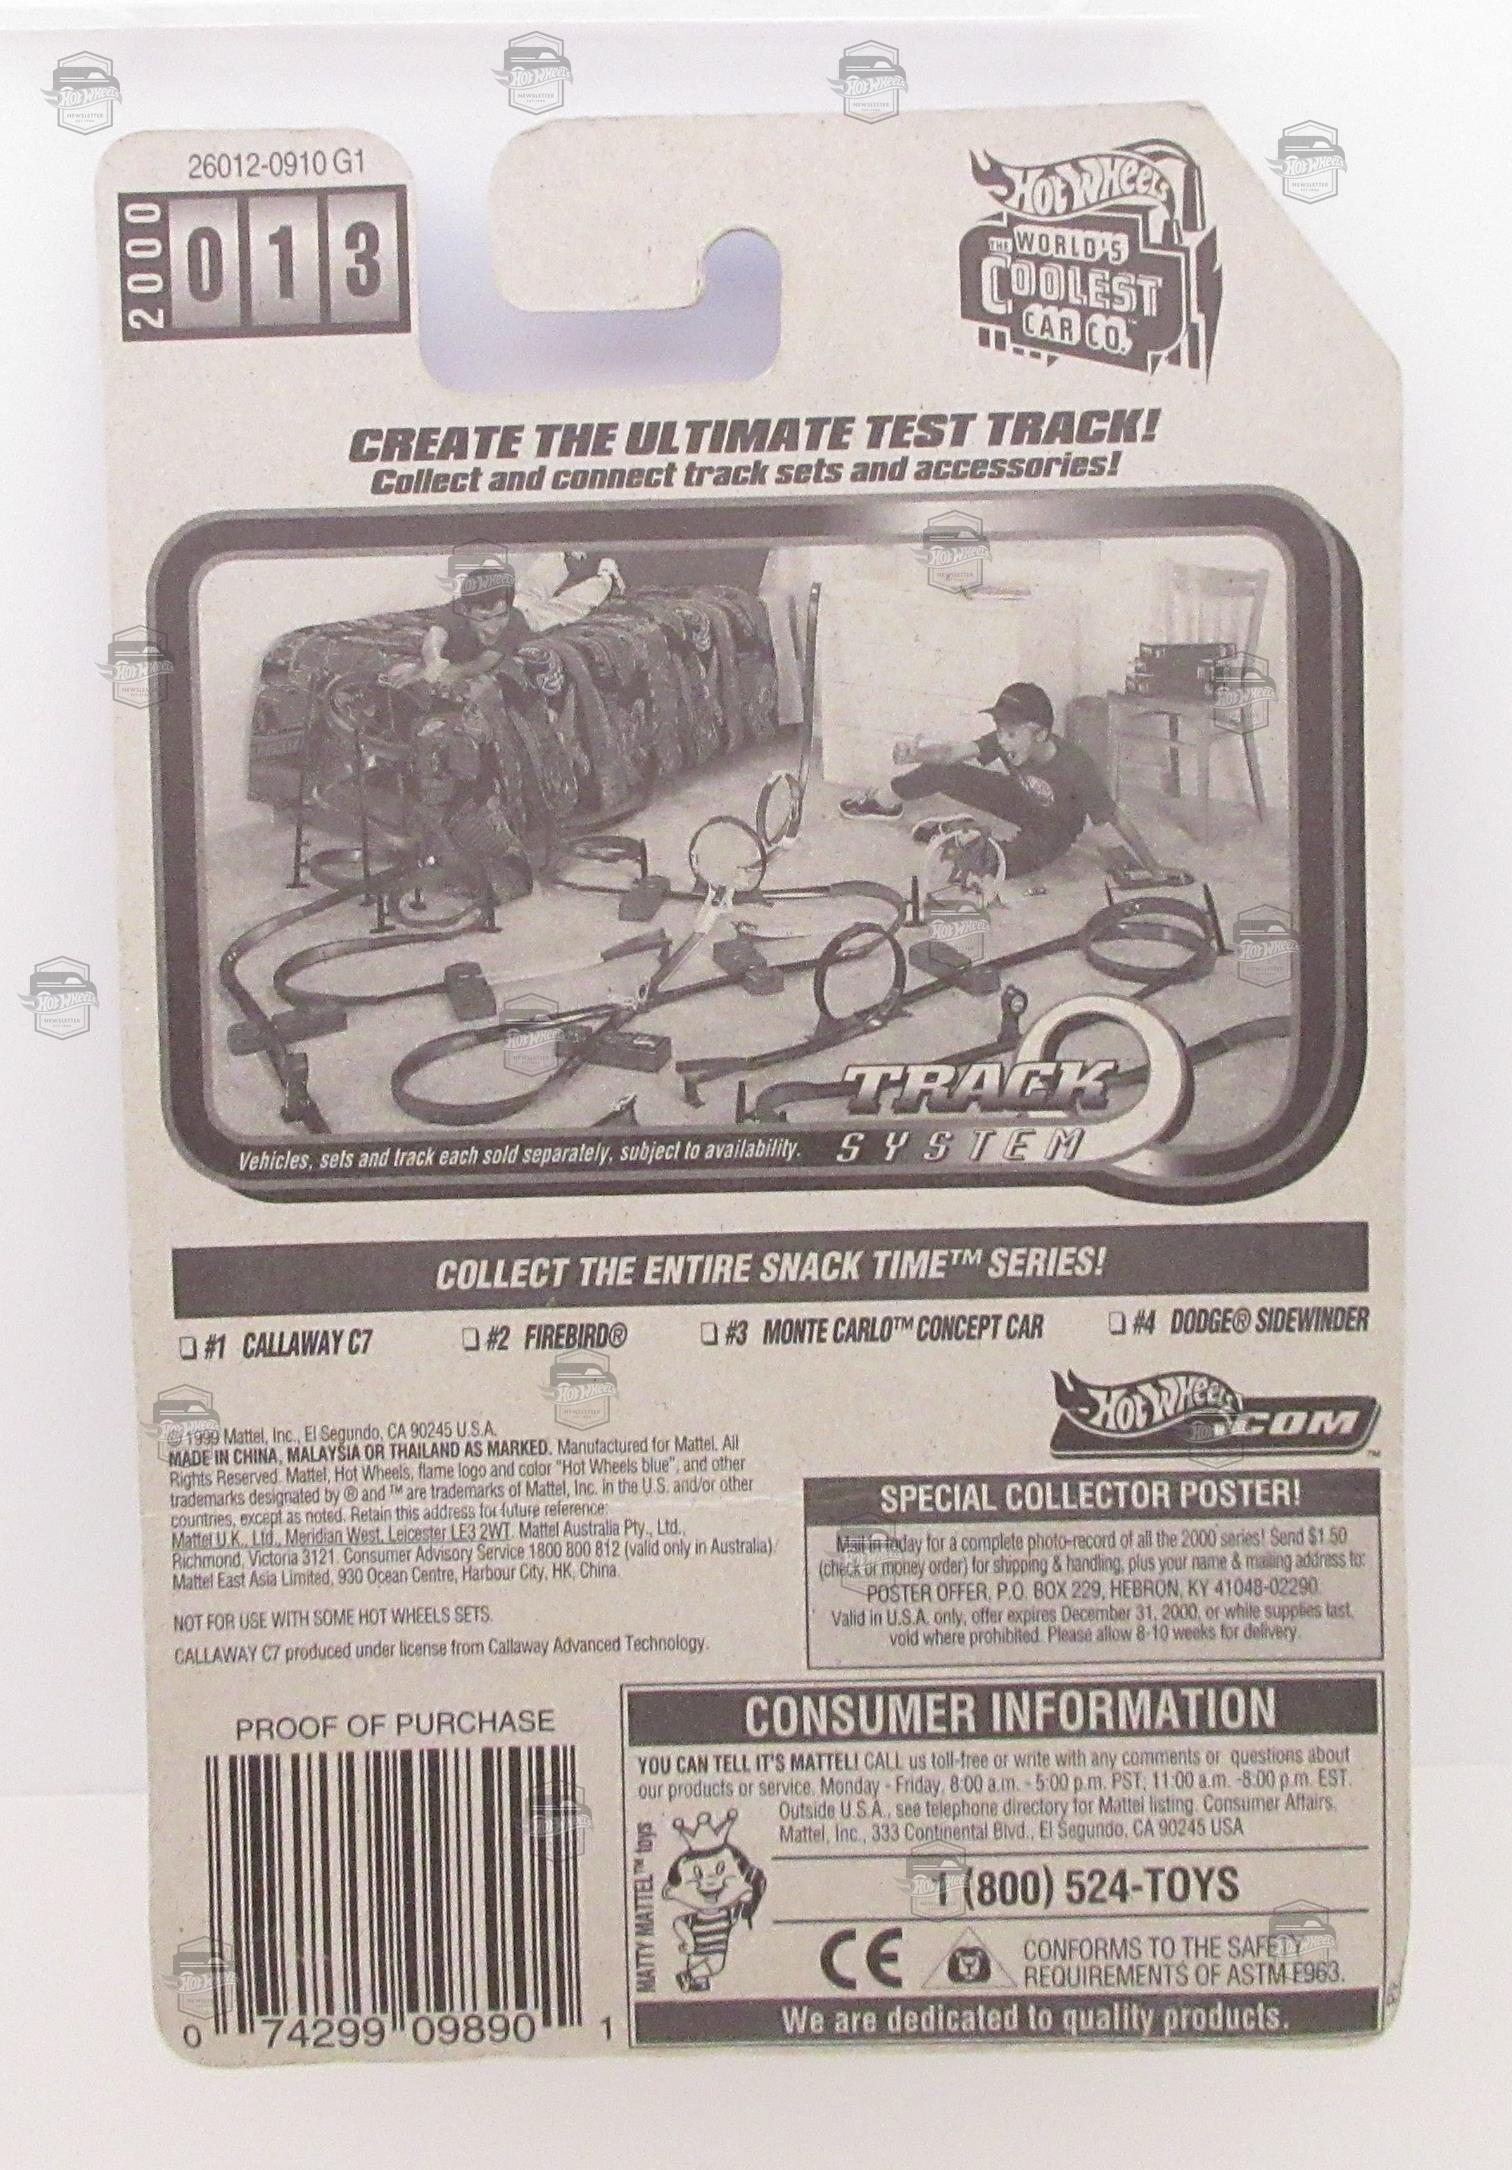 26012-0910 G1
2000 013
HOT WHEELS
THE WORLD'S
COOLEST
CAR CO.™
CREATE THE ULTIMATE TEST TRACK!
Collect and connect track sets and accessories!
TRACK
SYSTEM
Vehicles, sets and track each sold separately, subject to availability.
COLLECT THE ENTIRE SNACK TIME™ SERIES!
❏ #1 CALLAWAY C7 ❏ #2 FIREBIRD® ❏ #3 MONTE CARLO™ CONCEPT CAR ❏ #4 DODGE® SIDEWINDER
HOT WHEELS
.COM™
© 1999 Mattel, Inc., El Segundo, CA 90245 U.S.A.
MADE IN CHINA, MALAYSIA OR THAILAND AS MARKED. Manufactured for Mattel. All
Rights Reserved. Mattel, Hot Wheels, flame logo and color "Hot Wheels blue", and other
trademarks designated by ® and ™ are trademarks of Mattel, Inc. in the U.S. and/or other
countries, except as noted. Retain this address for future reference:
Mattel U.K., Ltd., Meridian West, Leicester LE3 2WT. Mattel Australia Pty., Ltd.,
Richmond, Victoria 3121. Consumer Advisory Service 1800 800 812 (valid only in Australia).
Mattel East Asia Limited, 930 Ocean Centre, Harbour City, HK, China.
NOT FOR USE WITH SOME HOT WHEELS SETS.
CALLAWAY C7 produced under license from Callaway Advanced Technology.
SPECIAL COLLECTOR POSTER!
Mail in today for a complete photo-record of all the 2000 series! Send $1.50
(check or money order) for shipping & handling, plus your name & mailing address to:
POSTER OFFER, P.O. BOX 229, HEBRON, KY 41048-02290.
Valid in U.S.A. only, offer expires December 31, 2000, or while supplies last,
void where prohibited. Please allow 8-10 weeks for delivery.
PROOF OF PURCHASE
0 74299 09890 1
CONSUMER INFORMATION
YOU CAN TELL IT'S MATTEL! CALL us toll-free or write with any comments or questions about
our products or service, Monday - Friday, 8:00 a.m. - 5:00 p.m. PST, 11:00 a.m. -8:00 p.m. EST.
Outside U.S.A., see telephone directory for Mattel listing. Consumer Affairs,
Mattel, Inc., 333 Continental Blvd., El Segundo, CA 90245 USA
MATTY MATTEL™ toys
1 (800) 524-TOYS
CE
CONFORMS TO THE SAFETY
REQUIREMENTS OF ASTM F963.
We are dedicated to quality products.
HOT WHEELS
NEWSLETTER